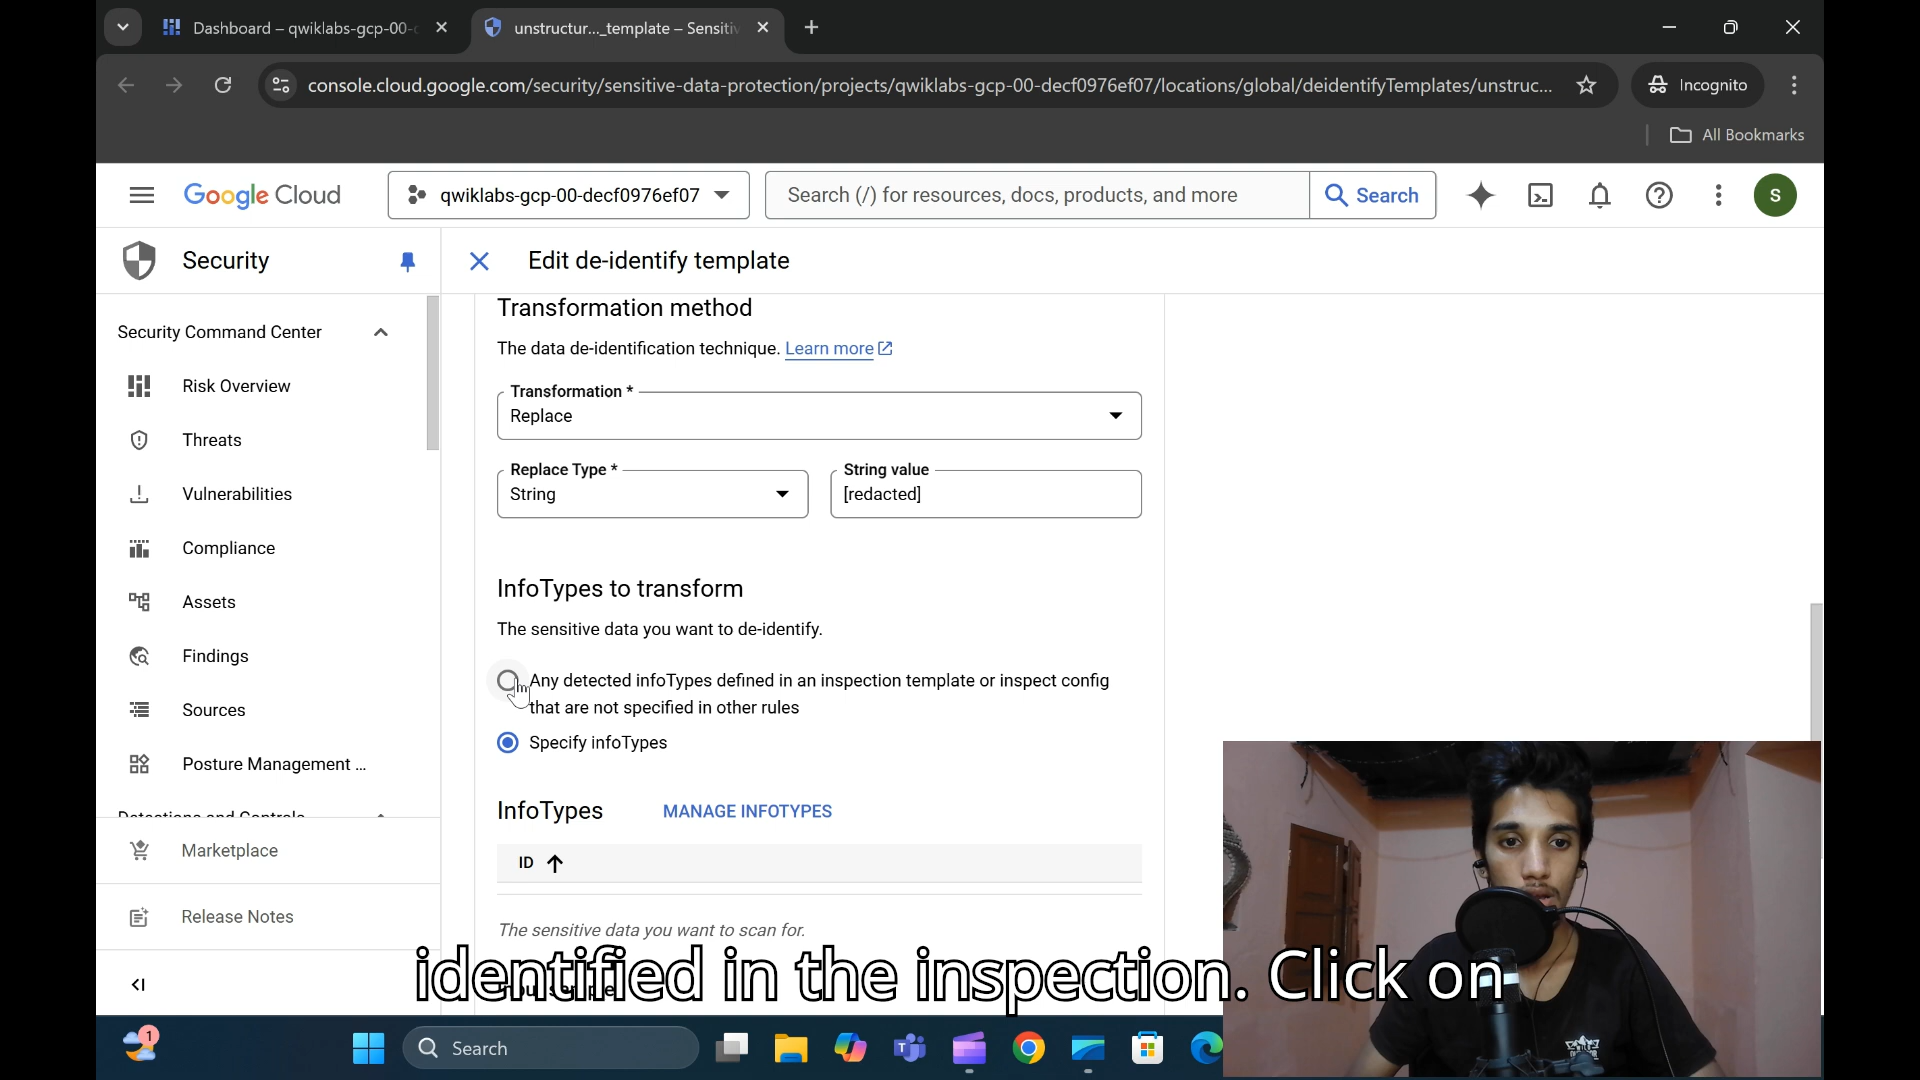 Dashboard – qwiklabs-gcp-00-
unstructur..._template – Sensitiv
console.cloud.google.com/security/sensitive-data-protection/projects/qwiklabs-gcp-00-decf0976ef07/locations/global/deidentifyTemplates/unstruc...
Incognito
All Bookmarks
Google Cloud
qwiklabs-gcp-00-decf0976ef07
Search (/) for resources, docs, products, and more
Search
S
Security
Edit de-identify template
Security Command Center
Risk Overview
Threats
Vulnerabilities
Compliance
Assets
Findings
Sources
Posture Management ...
Detections and Controls
Marketplace
Release Notes
Transformation method
The data de-identification technique. Learn more
Transformation *
Replace
Replace Type *
String
String value
[redacted]
InfoTypes to transform
The sensitive data you want to de-identify.
Any detected infoTypes defined in an inspection template or inspect config
that are not specified in other rules
Specify infoTypes
InfoTypes
MANAGE INFOTYPES
ID
The sensitive data you want to scan for.
identified in the inspection. Click on
1
Search